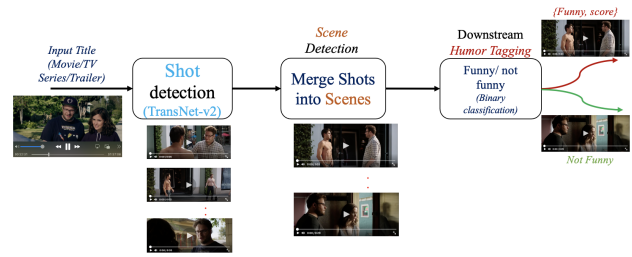 Input Title
(Movie/TV
Series/Trailer)
Shot
detection
(TransNet-v2)
Scene
Detection
Merge Shots
into Scenes
Downstream
Humor Tagging
Funny/ not
funny
(Binary
classification)
{Funny, score}
Not Funny